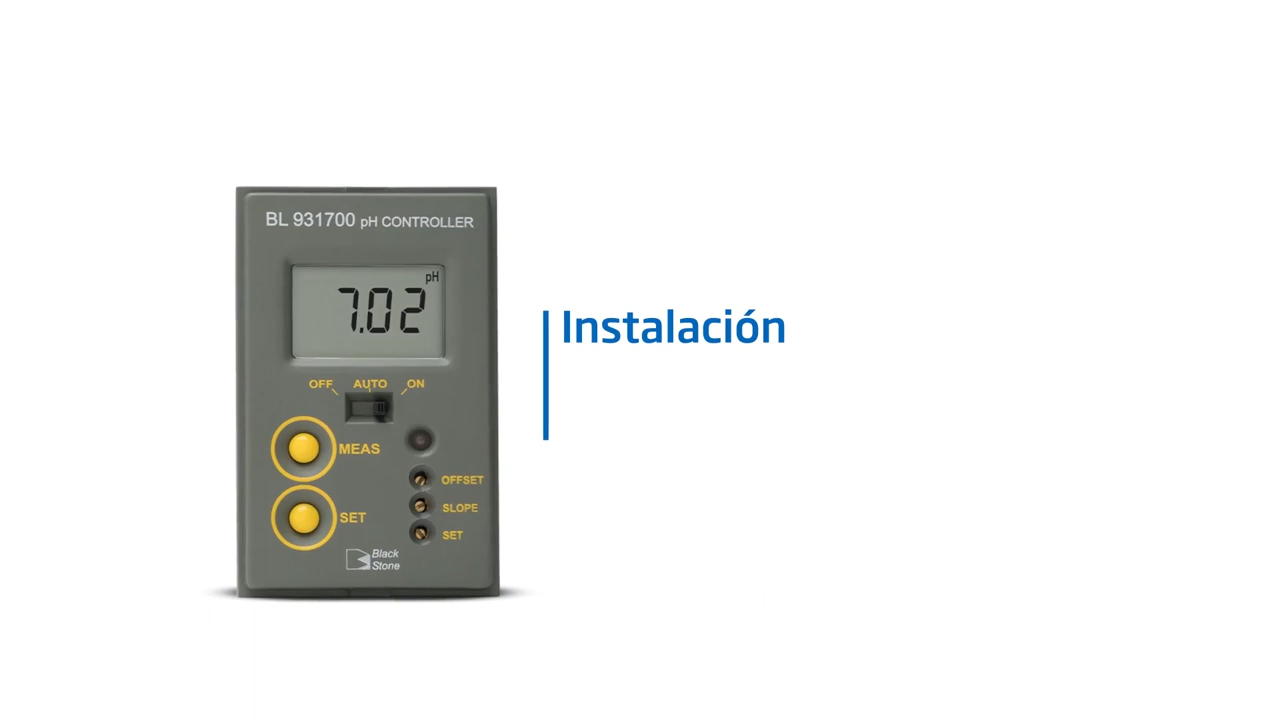 BL 931700 pH CONTROLLER
pH
7.02
OFF AUTO ON
MEAS
OFFSET
SLOPE
SET
SET
Black
Stone
Instalación